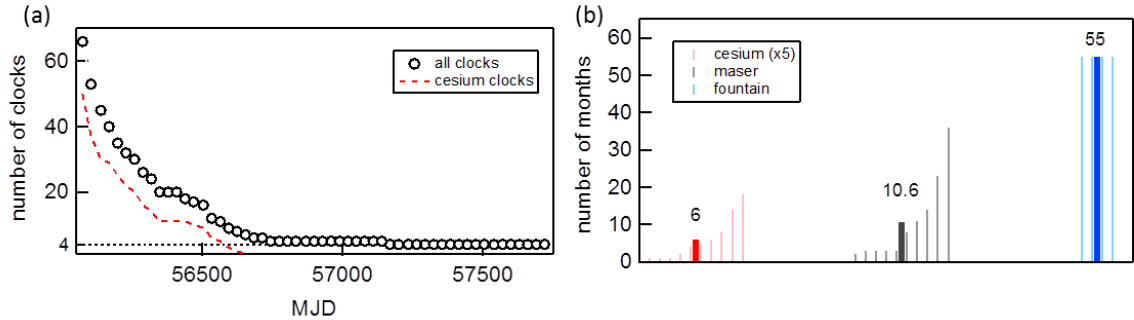 (a)
number of clocks
60
40
20
4
all clocks
cesium clocks
56500
57000
57500
MJD
(b)
number of months
60
50
40
30
20
10
0
cesium (x5)
maser
fountain
6
10.6
55